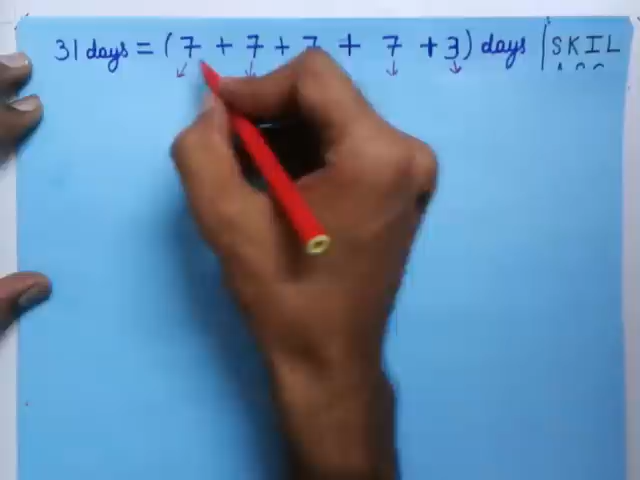 31 days = (7 + 7 + 7 + 7 + 3) days | SKIL